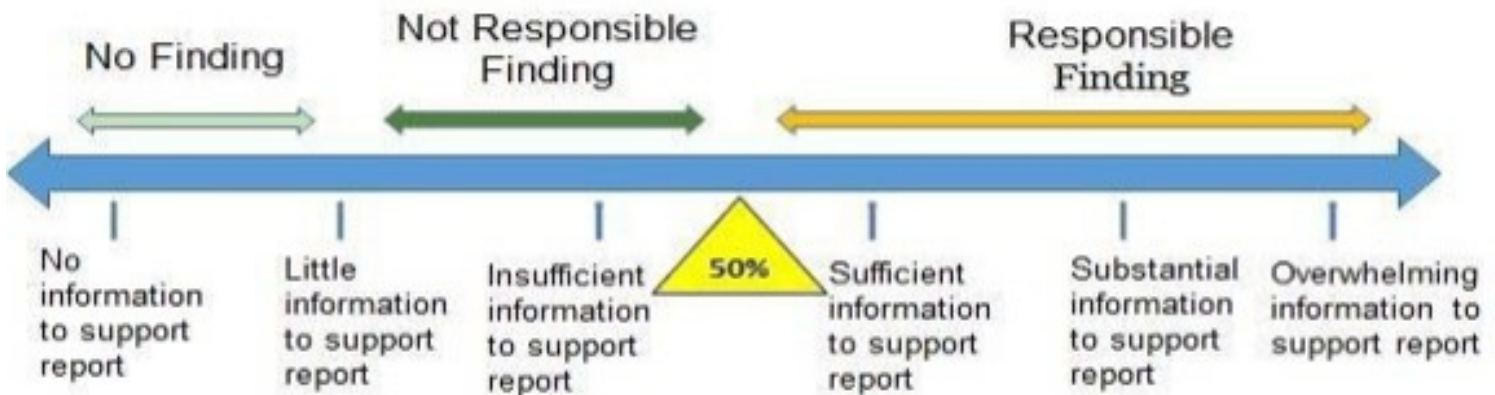 No Finding
Not Responsible
Finding
Responsible
Finding
No
information
to support
report
Little
information
to support
report
Insufficient
information
to support
report
50%
Sufficient
information
to support
report
Substantial
information
to support
report
Overwhelming
information to
support report